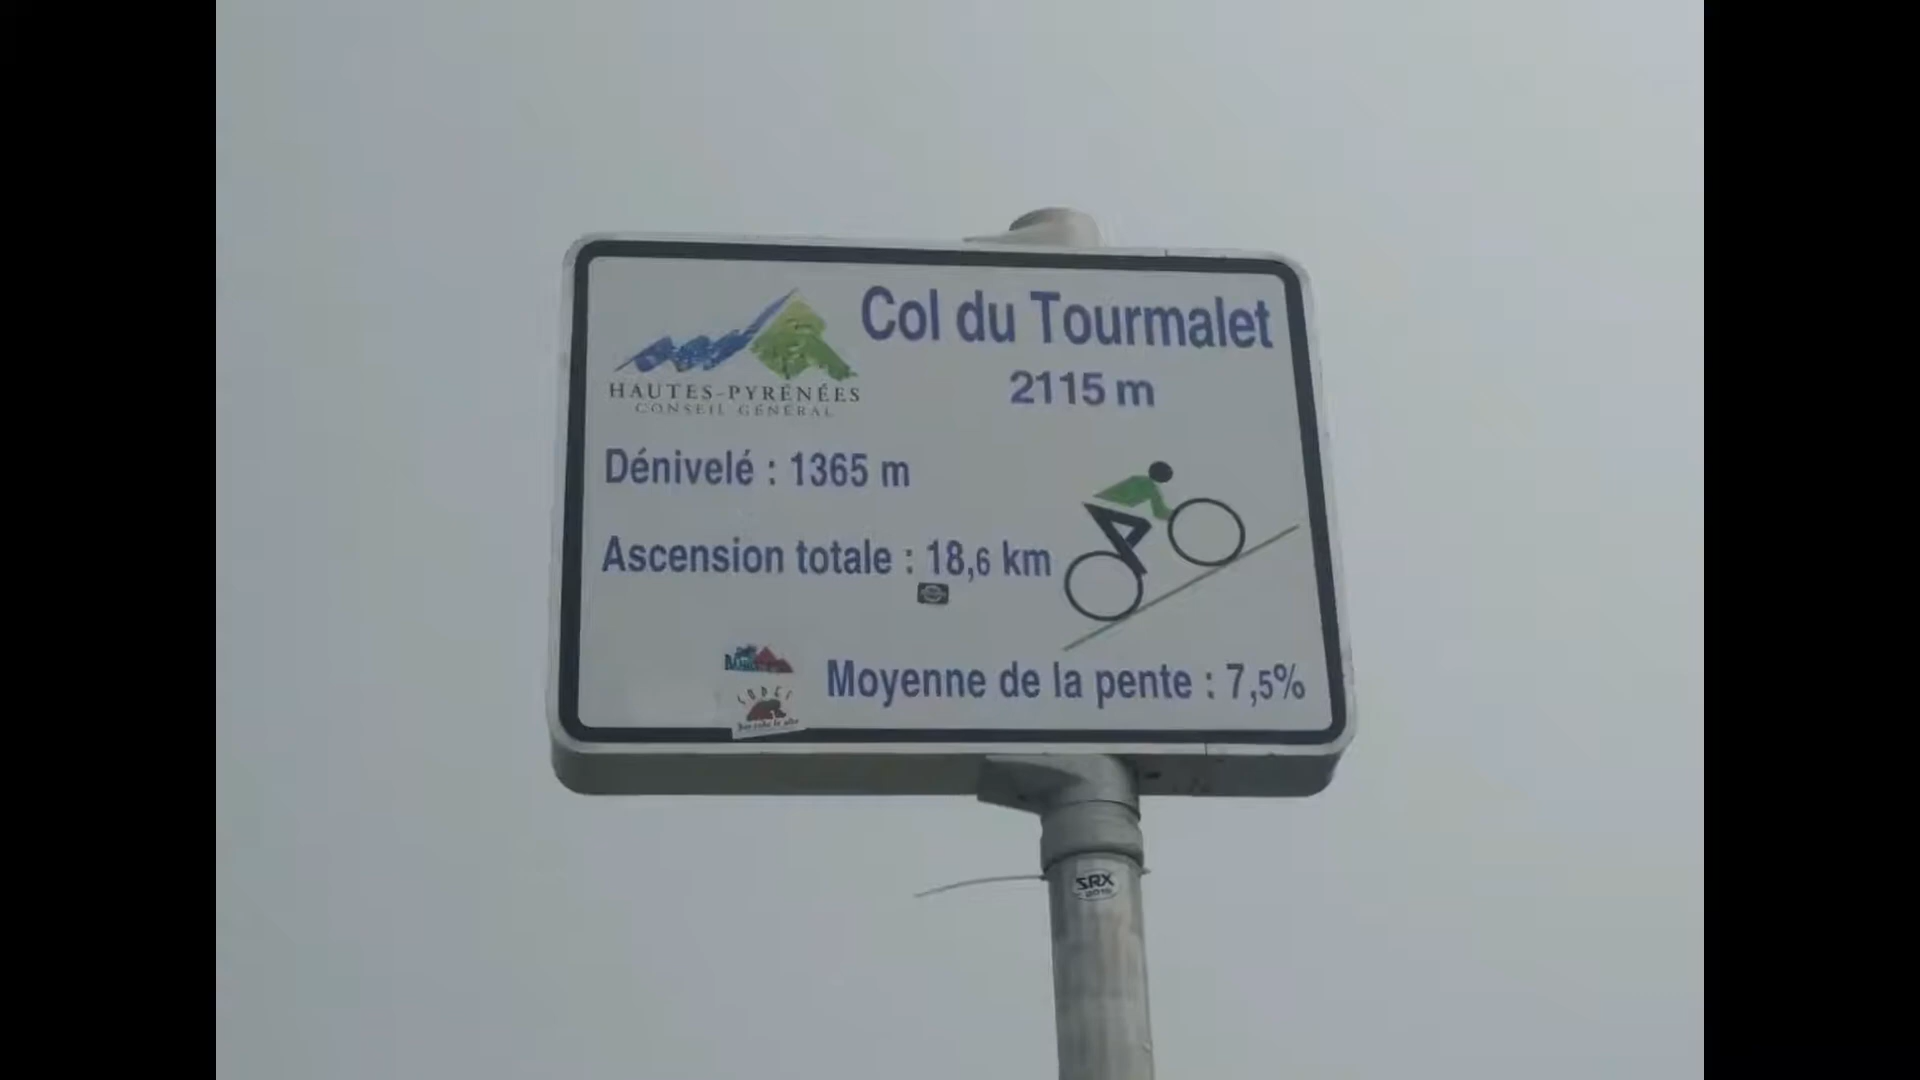 Col du Tourmalet
2115 m
HAUTES-PYRÉNÉES
CONSEIL GÉNÉRAL
Dénivelé : 1365 m
Ascension totale : 18,6 km
Moyenne de la pente : 7,5%
SRX